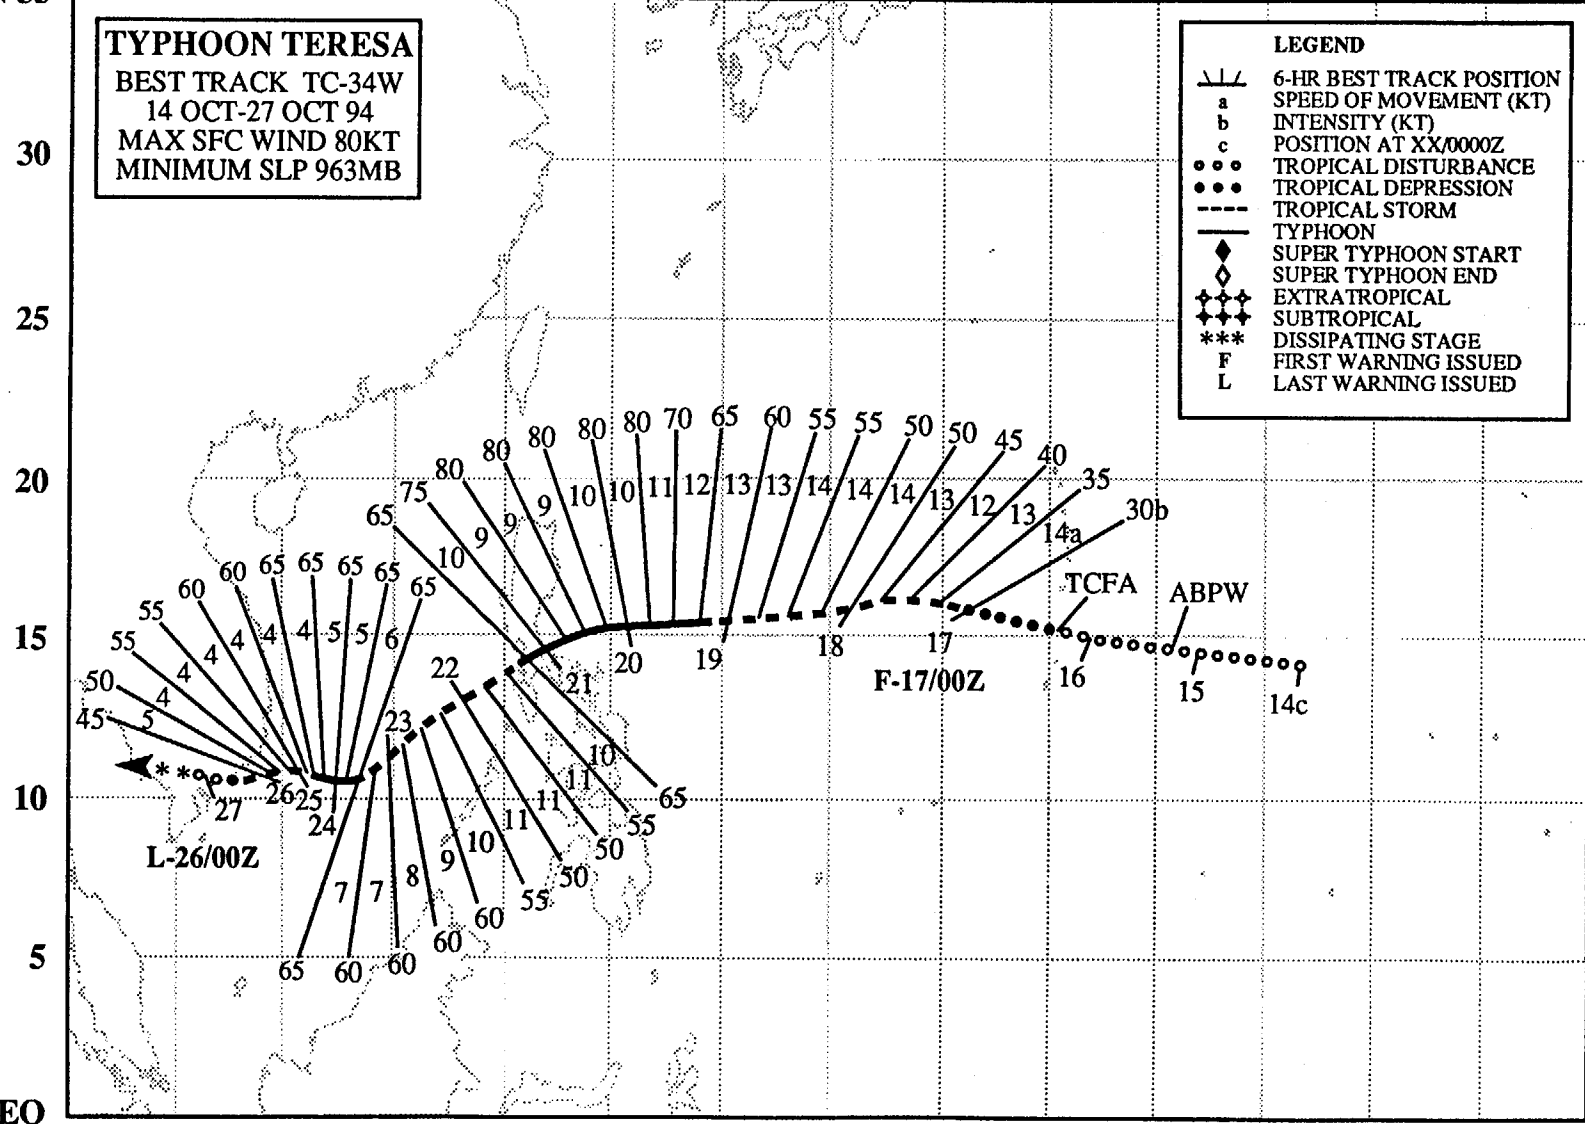 TYPHOON TERESA
BEST TRACK TC-34W
14 OCT-27 OCT 94
MAX SFC WIND 80KT
MINIMUM SLP 963MB
LEGEND
6-HR BEST TRACK POSITION
a SPEED OF MOVEMENT (KT)
b INTENSITY (KT)
c POSITION AT XX/0000Z
TROPICAL DISTURBANCE
TROPICAL DEPRESSION
TROPICAL STORM
TYPHOON
SUPER TYPHOON START
SUPER TYPHOON END
EXTRATROPICAL
SUBTROPICAL
*** DISSIPATING STAGE
F FIRST WARNING ISSUED
L LAST WARNING ISSUED
30
25
20
15
10
5
EQ
45 50 55 55 60 60 65 65 65 65 65
5 4 4 4 4 4 4 5 5 6
65 75 80 80 80 80 80 70 65 60 55 55 50 50 45 40 35 30b
10 9 9 9 10 10 11 12 13 13 14 14 14 13 12 13 14a
TCFA
ABPW
14c
15
16
17
F-17/00Z
18
19
20
21
22
23
24
25
26
27
L-26/00Z
65 60 60 60 60 55 50 50 55 65
7 7 8 9 10 11 11 11 10